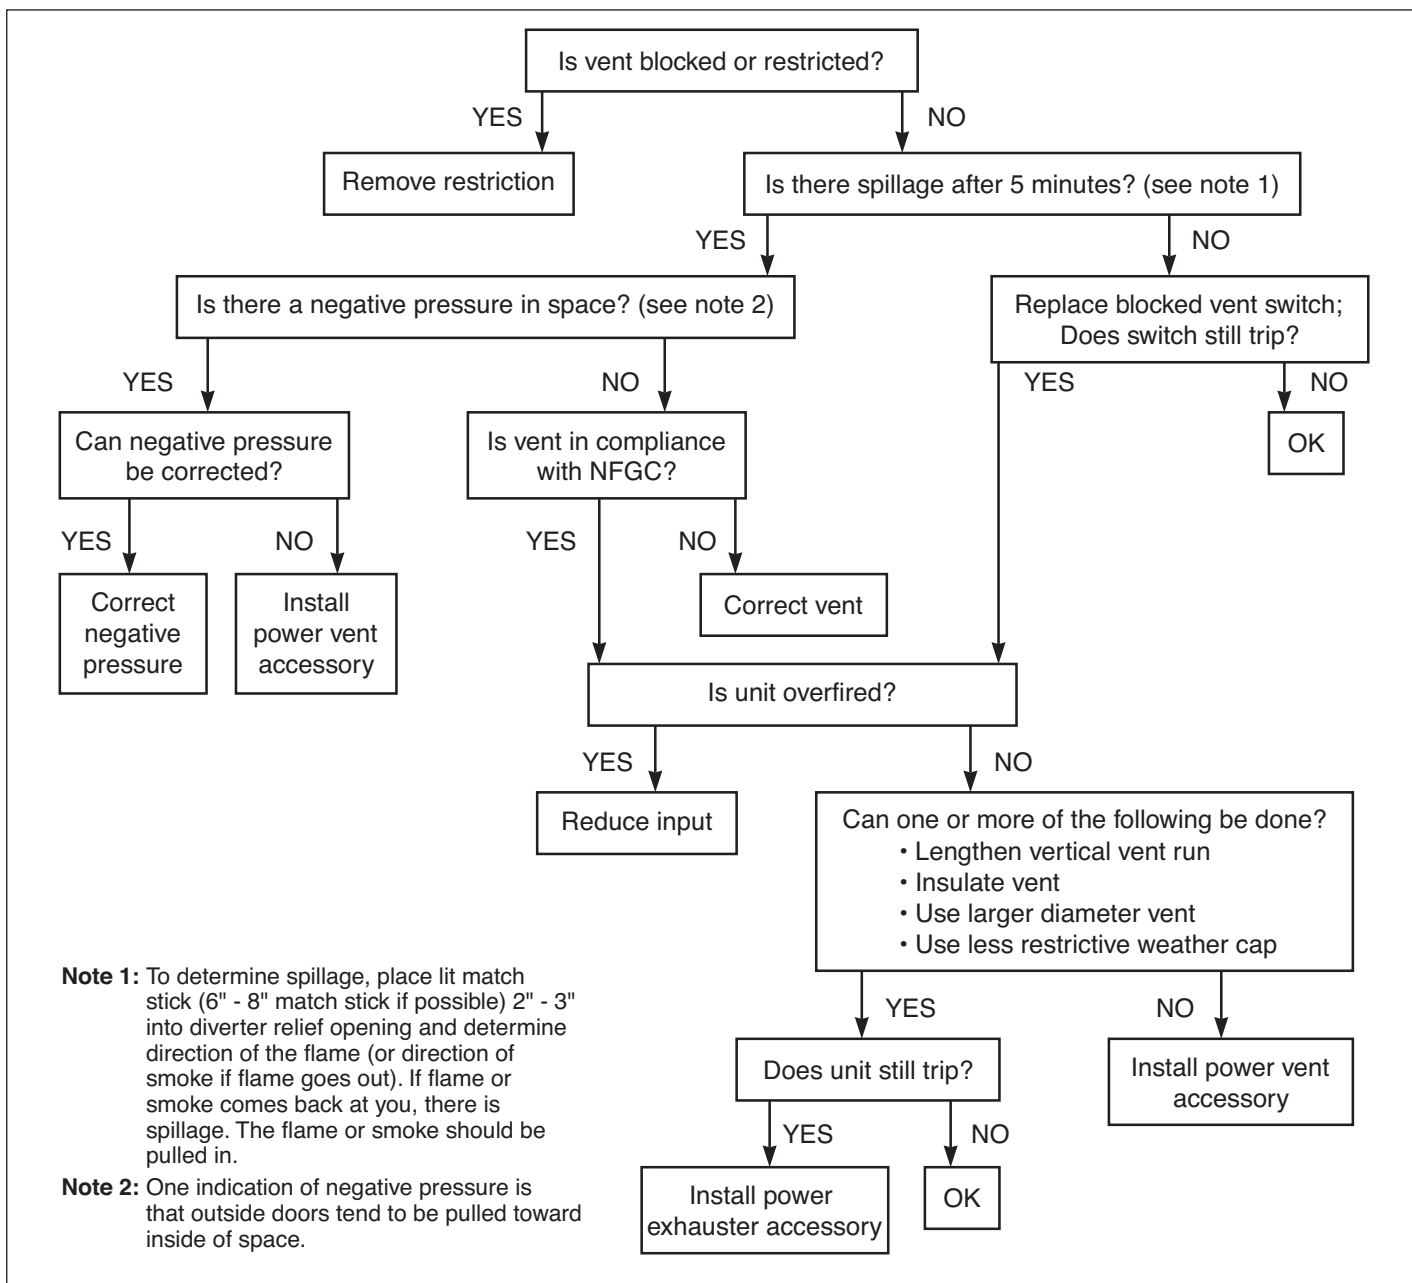 Is vent blocked or restricted?
YES
NO
Remove restriction
Is there spillage after 5 minutes? (see note 1)
YES
NO
Is there a negative pressure in space? (see note 2)
Replace blocked vent switch;
Does switch still trip?
YES
NO
YES
NO
Can negative pressure
be corrected?
Is vent in compliance
with NFGC?
OK
YES
NO
YES
NO
Correct
negative
pressure
Install
power vent
accessory
Correct vent
Is unit overfired?
YES
NO
Reduce input
Can one or more of the following be done?
• Lengthen vertical vent run
• Insulate vent
• Use larger diameter vent
• Use less restrictive weather cap
YES
NO
Does unit still trip?
Install power vent
accessory
YES
NO
Install power
exhauster accessory
OK
Note 1: To determine spillage, place lit match
stick (6" - 8" match stick if possible) 2" - 3"
into diverter relief opening and determine
direction of the flame (or direction of
smoke if flame goes out). If flame or
smoke comes back at you, there is
spillage. The flame or smoke should be
pulled in.
Note 2: One indication of negative pressure is
that outside doors tend to be pulled toward
inside of space.